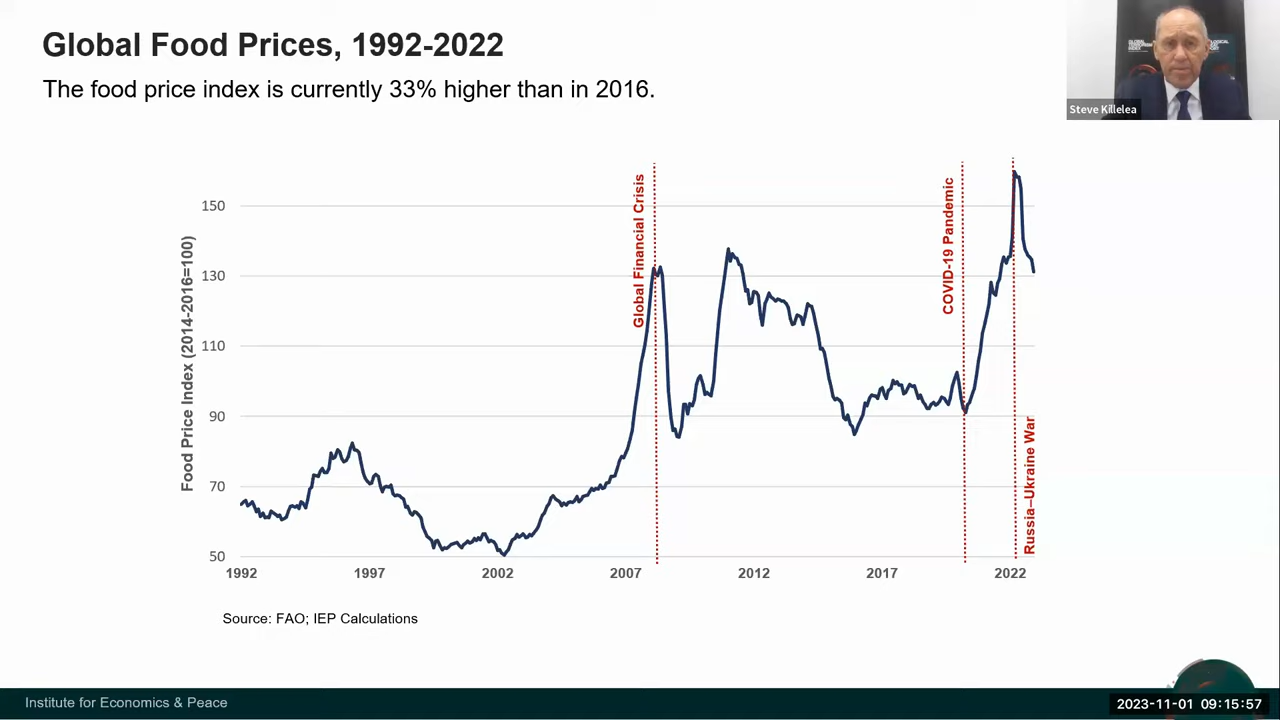 Global Food Prices, 1992-2022
The food price index is currently 33% higher than in 2016.
Steve Killelea
Food Price Index (2014-2016=100)
150
130
110
90
70
50
Global Financial Crisis
COVID-19 Pandemic
Russia–Ukraine War
1992
1997
2002
2007
2012
2017
2022
Source: FAO; IEP Calculations
Institute for Economics & Peace
2023-11-01 09:15:57